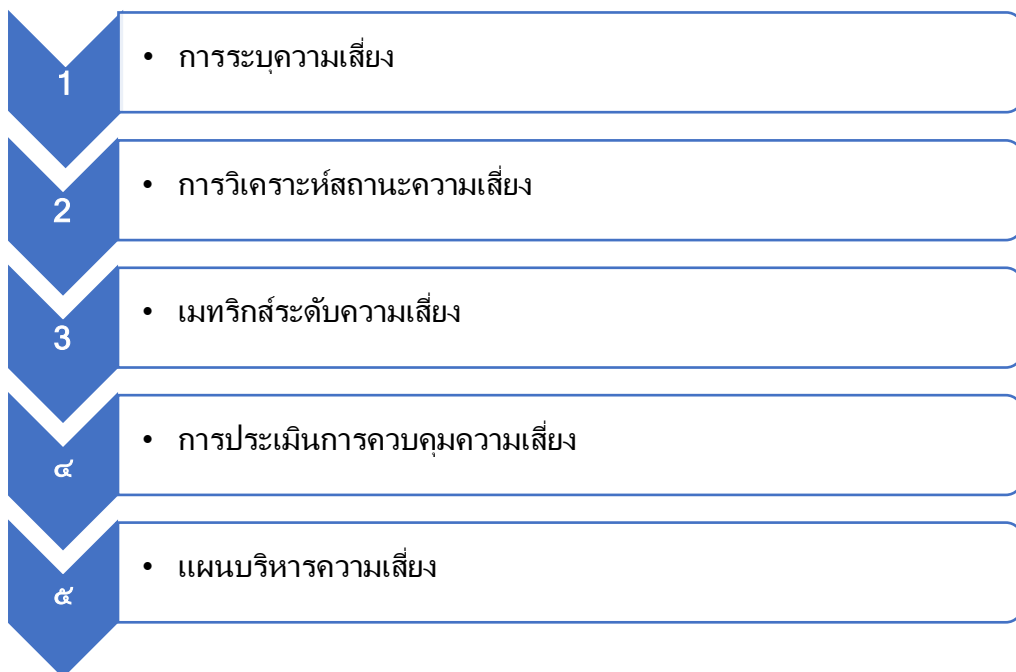 1
• การระบุความเสี่ยง
2
• การวิเคราะห์สถานะความเสี่ยง
3
• เมทริกส์ระดับความเสี่ยง
๔
• การประเมินการควบคุมความเสี่ยง
๕
• แผนบริหารความเสี่ยง